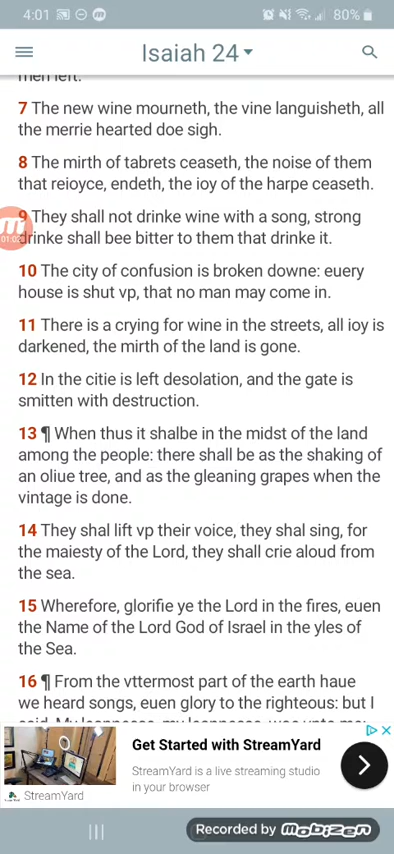 4:01
80%
Isaiah 24
men left.
7 The new wine mourneth, the vine languisheth, all
the merrie hearted doe sigh.
8 The mirth of tabrets ceaseth, the noise of them
that reioyce, endeth, the ioy of the harpe ceaseth.
9 They shall not drinke wine with a song, strong
drinke shall bee bitter to them that drinke it.
10 The city of confusion is broken downe: euery
house is shut vp, that no man may come in.
11 There is a crying for wine in the streets, all ioy is
darkened, the mirth of the land is gone.
12 In the citie is left desolation, and the gate is
smitten with destruction.
13 ¶ When thus it shalbe in the midst of the land
among the people: there shall be as the shaking of
an oliue tree, and as the gleaning grapes when the
vintage is done.
14 They shal lift vp their voice, they shal sing, for
the maiesty of the Lord, they shall crie aloud from
the sea.
15 Wherefore, glorifie ye the Lord in the fires, euen
the Name of the Lord God of Israel in the yles of
the Sea.
16 ¶ From the vttermost part of the earth haue
we heard songs, euen glory to the righteous: but I
said, My leannesse, my leannesse, woe vnto me:
Get Started with StreamYard
StreamYard is a live streaming studio
in your browser
StreamYard
Recorded by mobizen